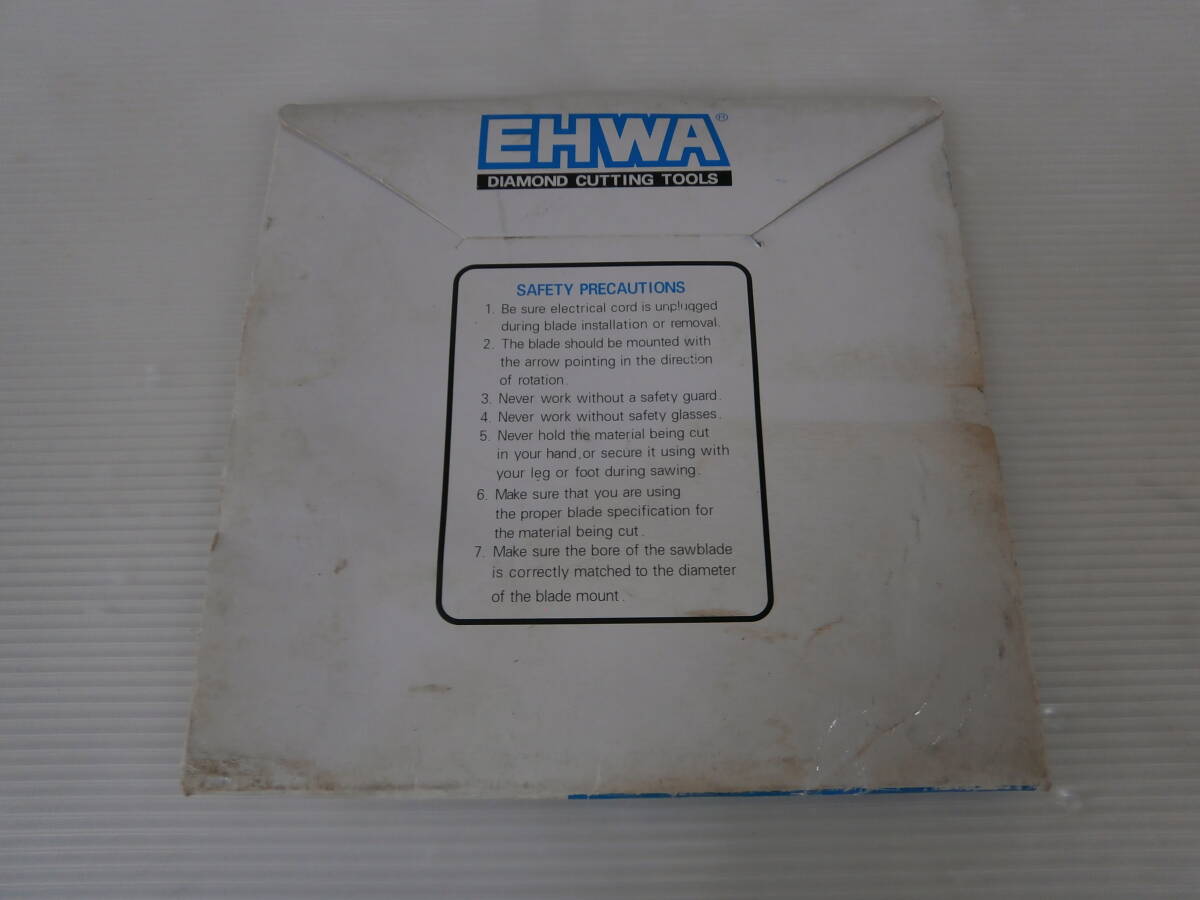 EHWA®
DIAMOND CUTTING TOOLS
SAFETY PRECAUTIONS
1. Be sure electrical cord is unplugged
during blade installation or removal.
2. The blade should be mounted with
the arrow pointing in the direction
of rotation.
3. Never work without a safety guard.
4. Never work without safety glasses.
5. Never hold the material being cut
in your hand, or secure it using with
your leg or foot during sawing.
6. Make sure that you are using
the proper blade specification for
the material being cut.
7. Make sure the bore of the sawblade
is correctly matched to the diameter
of the blade mount.